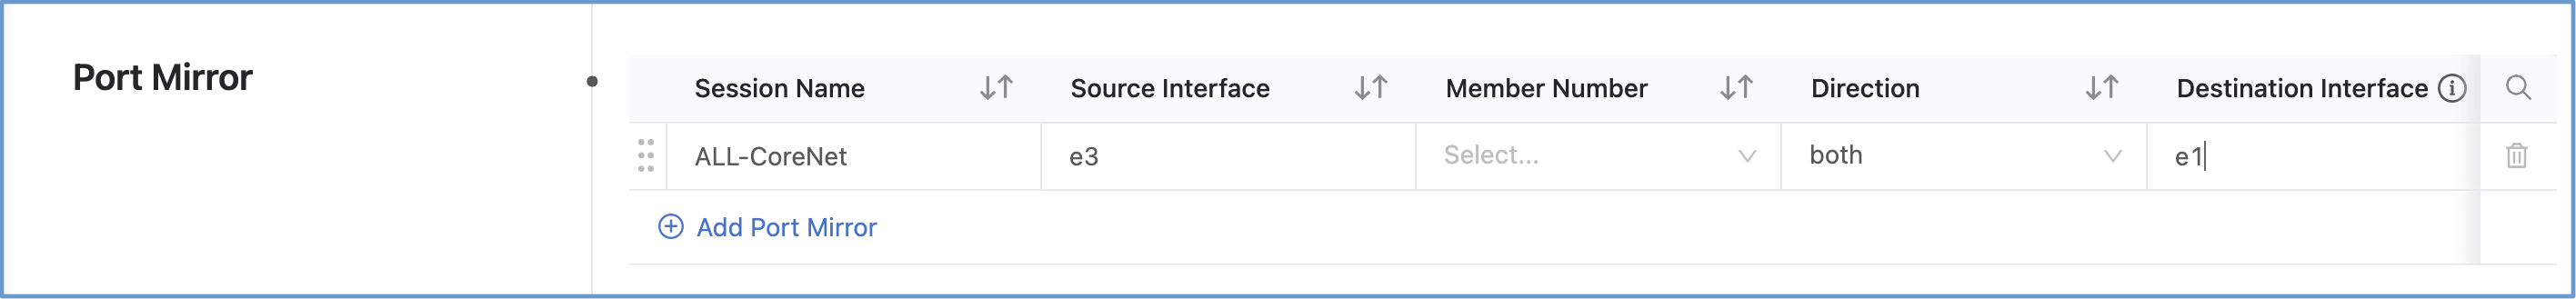 Port Mirror
Session Name Source Interface Member Number Direction Destination Interface
ALL-CoreNet e3 Select... both e1
Add Port Mirror